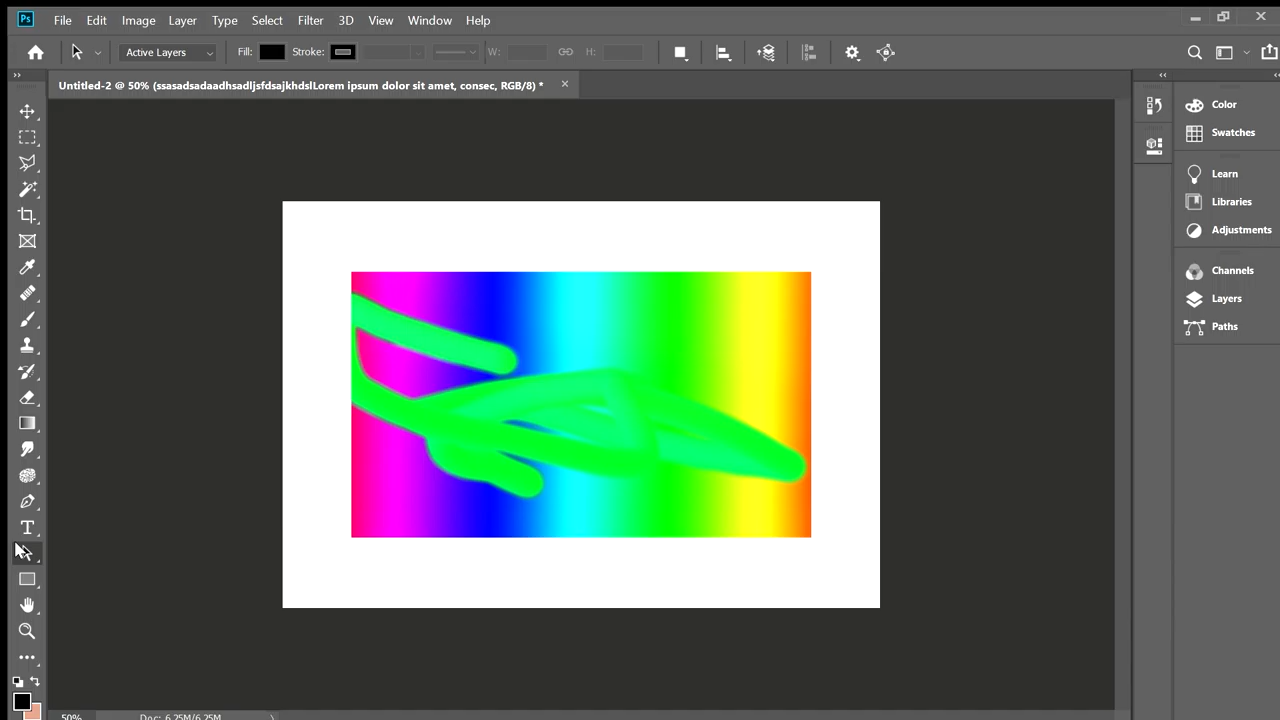 Ps File Edit Image Layer Type Select Filter 3D View Window Help
Active Layers Fill: Stroke: W: H:
Untitled-2 @ 50% (ssasadsadaadhsadljsfdsajkhdslLorem ipsum dolor sit amet, consec, RGB/8) *
Color
Swatches
Learn
Libraries
Adjustments
Channels
Layers
Paths
T
50% Doc: 6.25M/6.25M